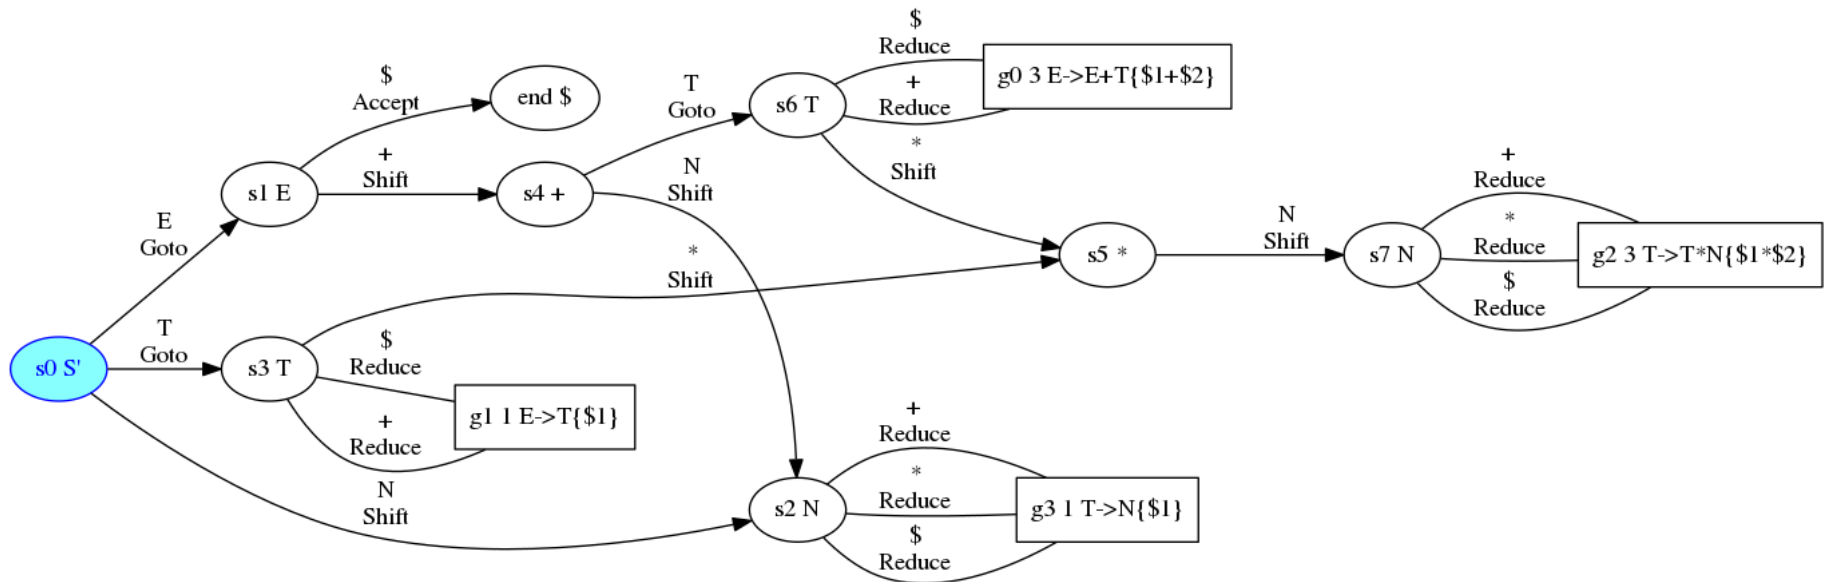 $
Reduce
+
Reduce
g0 3 E->E+T{$1+$2}
s6 T
*
Shift
$
Accept
end $
T
Goto
+
Shift
s1 E
s4 +
N
Shift
E
Goto
*
Shift
s5 *
N
Shift
s7 N
+
Reduce
*
Reduce
$
Reduce
g2 3 T->T*N{$1*$2}
s0 S'
T
Goto
s3 T
$
Reduce
+
Reduce
g1 1 E->T{$1}
N
Shift
s2 N
+
Reduce
*
Reduce
$
Reduce
g3 1 T->N{$1}